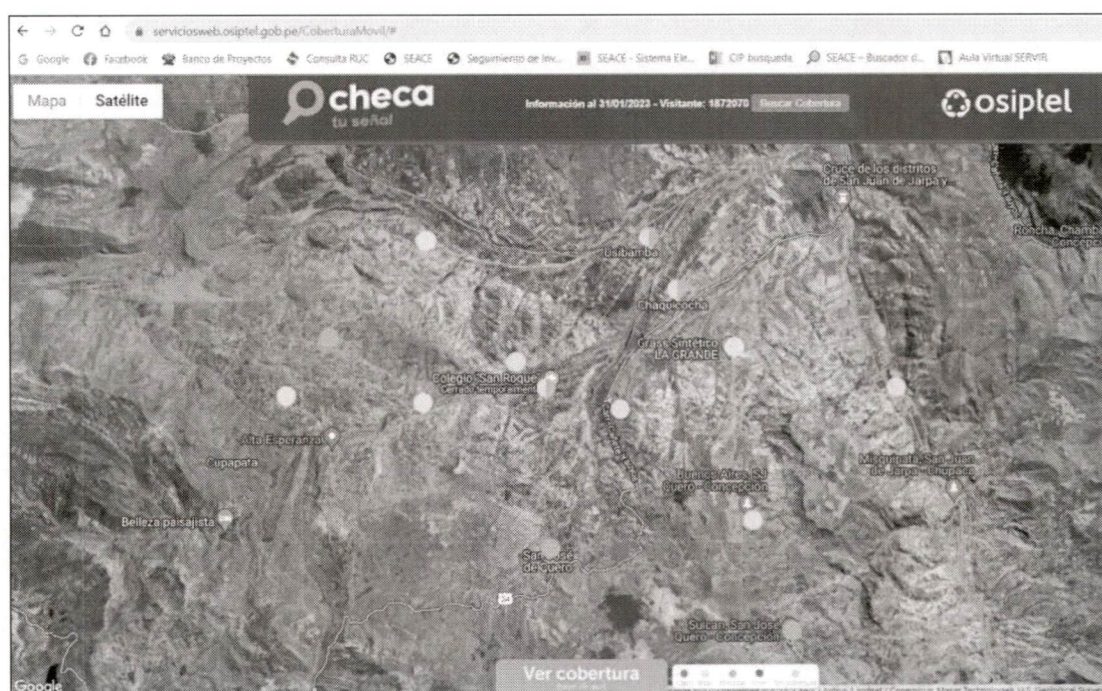 serviciosweb.osiptel.gob.pe/CoberturaMovil/#
G Google Facebook Banco de Proyectos Consulta RUC SEACE Seguimiento de Inv... SEACE - Sistema Ele... CIP busqueda SEACE – Buscador d... Aula Virtual SERVIR
Mapa Satélite
checa
tu señal
Información al 31/01/2023 - Visitante: 1872070 Buscar Cobertura
osiptel
Cruce de los distritos
de San Juan de Jarpa y
Roncha, Chamba
Concepci
Usibamba
Chaquicocha
Grass Sintético
LA GRANDE
Colegio "San Roque"
Cerrado temporalment
Alta Esperanza
Cupapata
Buenos Aires, SJ
Quero - Concepción
de Jarpa - Chupaca
Belleza paisajista
San José
de Quero
24
Sulcan, San José
Quero - Concepción
Ver cobertura
Google